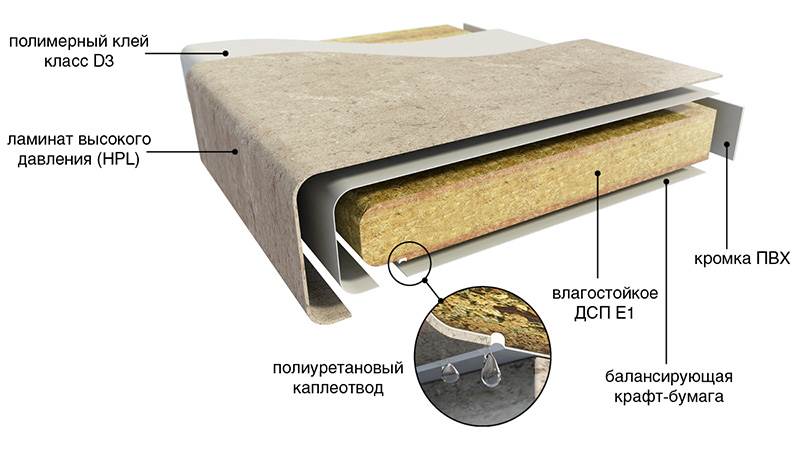 полимерный клей
класс D3
ламинат высокого
давления (HPL)
кромка ПВХ
влагостойкое
ДСП Е1
полиуретановый
каплеотвод
балансирующая
крафт-бумага